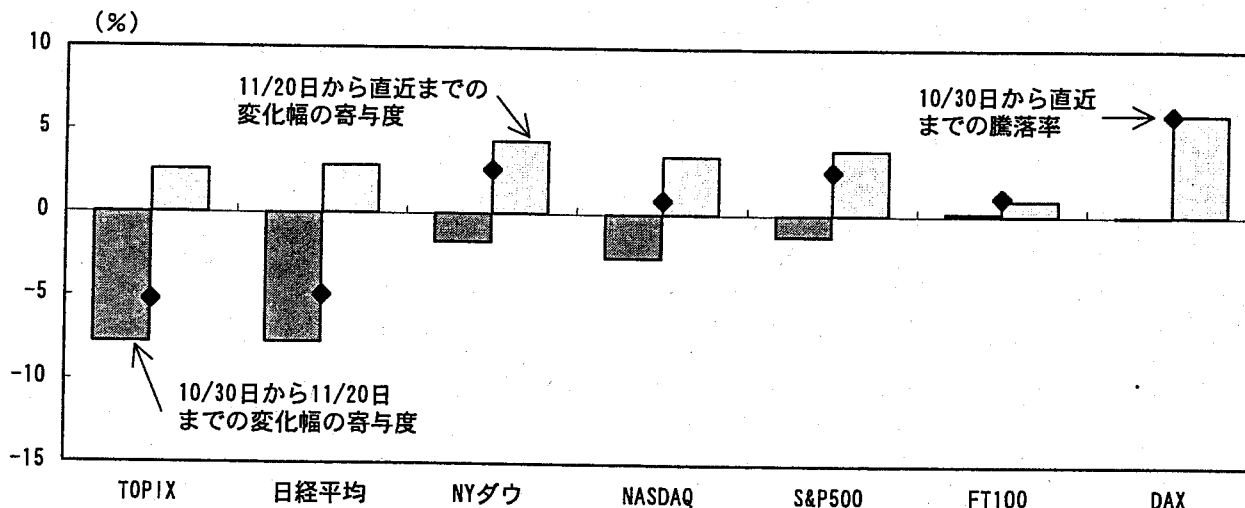 (%)
10
5
0
-5
-10
-15
11/20日から直近までの
変化幅の寄与度
10/30日から直近
までの騰落率
10/30日から11/20日
までの変化幅の寄与度
TOPIX
日経平均
NYダウ
NASDAQ
S&P500
FT100
DAX